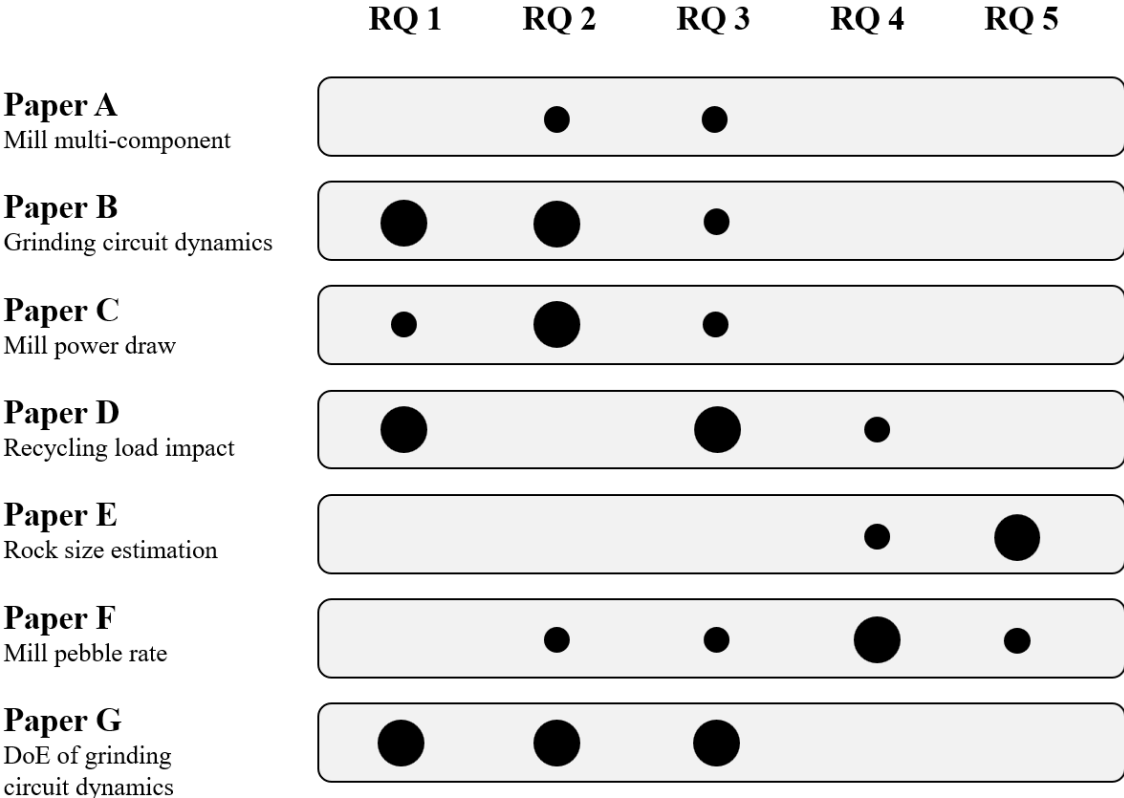 RQ 1 RQ 2 RQ 3 RQ 4 RQ 5
Paper A
Mill multi-component
Paper B
Grinding circuit dynamics
Paper C
Mill power draw
Paper D
Recycling load impact
Paper E
Rock size estimation
Paper F
Mill pebble rate
Paper G
DoE of grinding
circuit dynamics